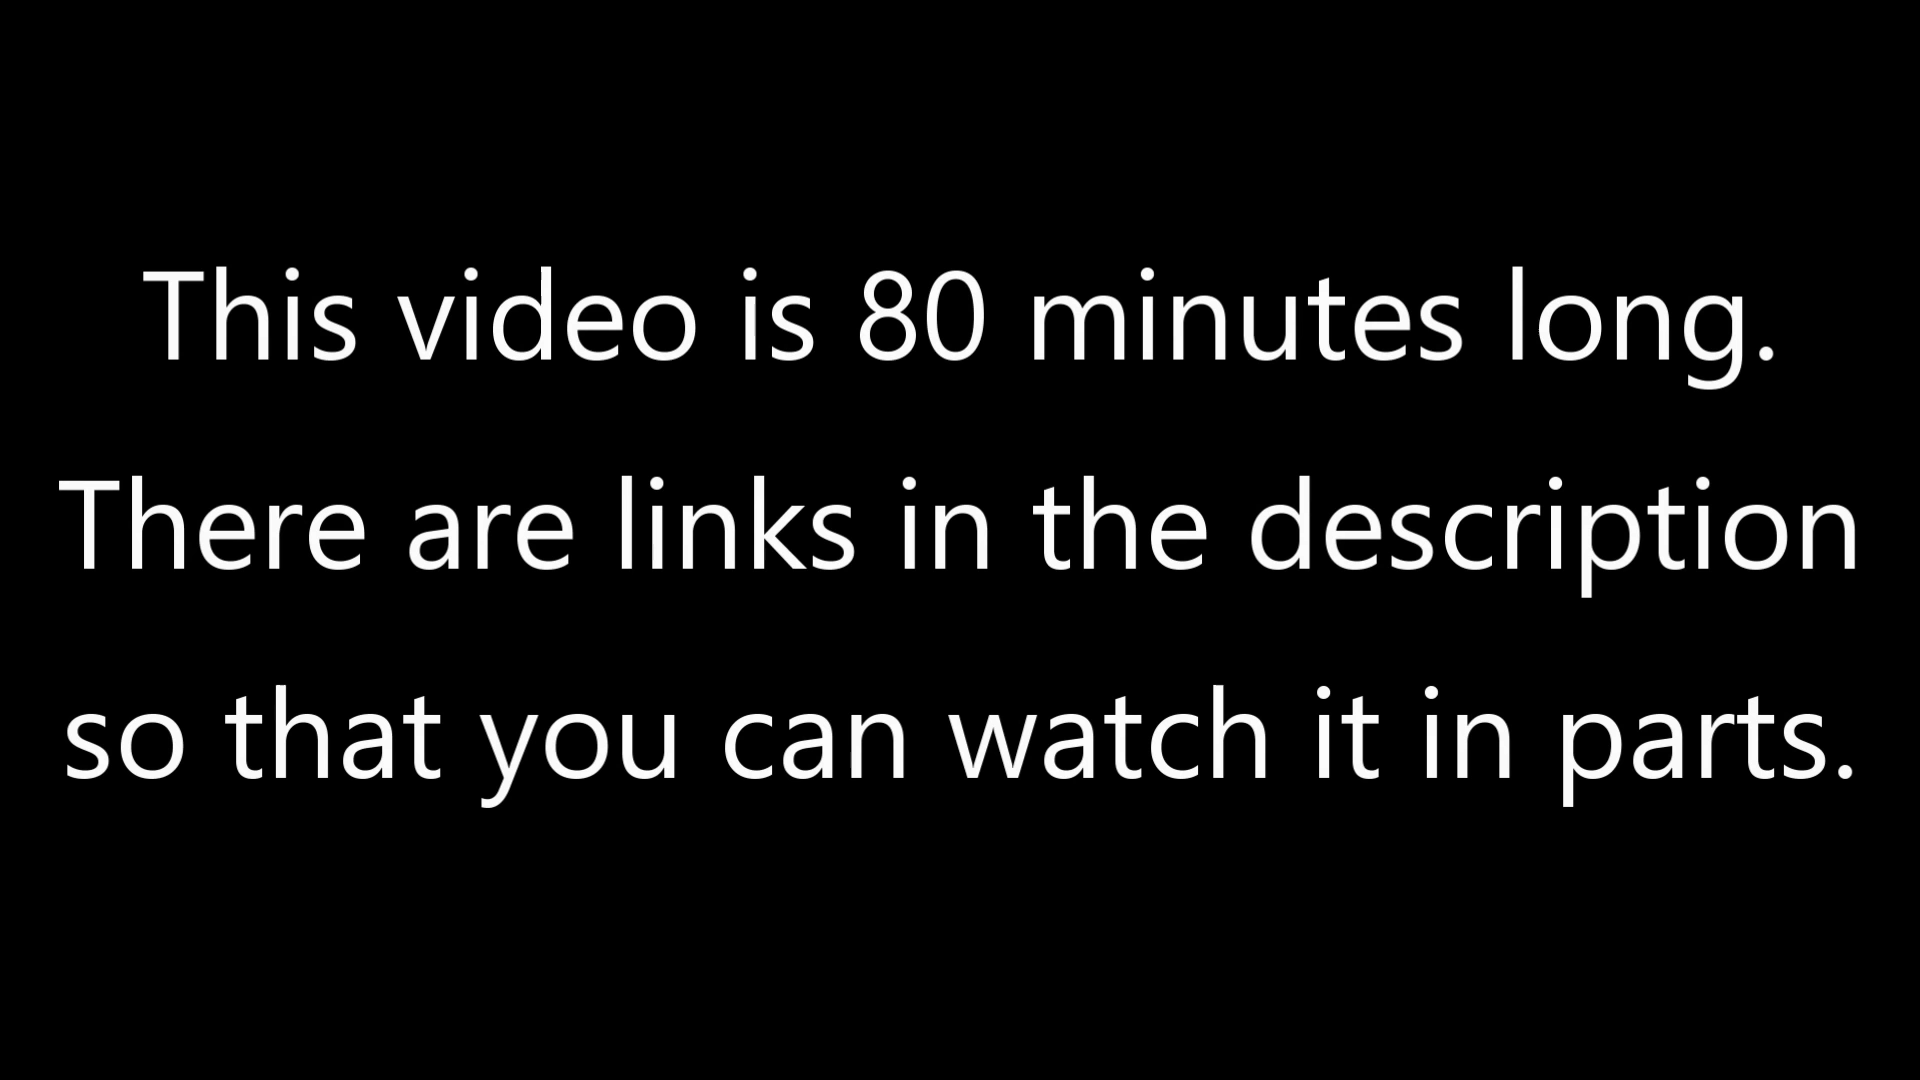 This video is 80 minutes long.
There are links in the description
so that you can watch it in parts.